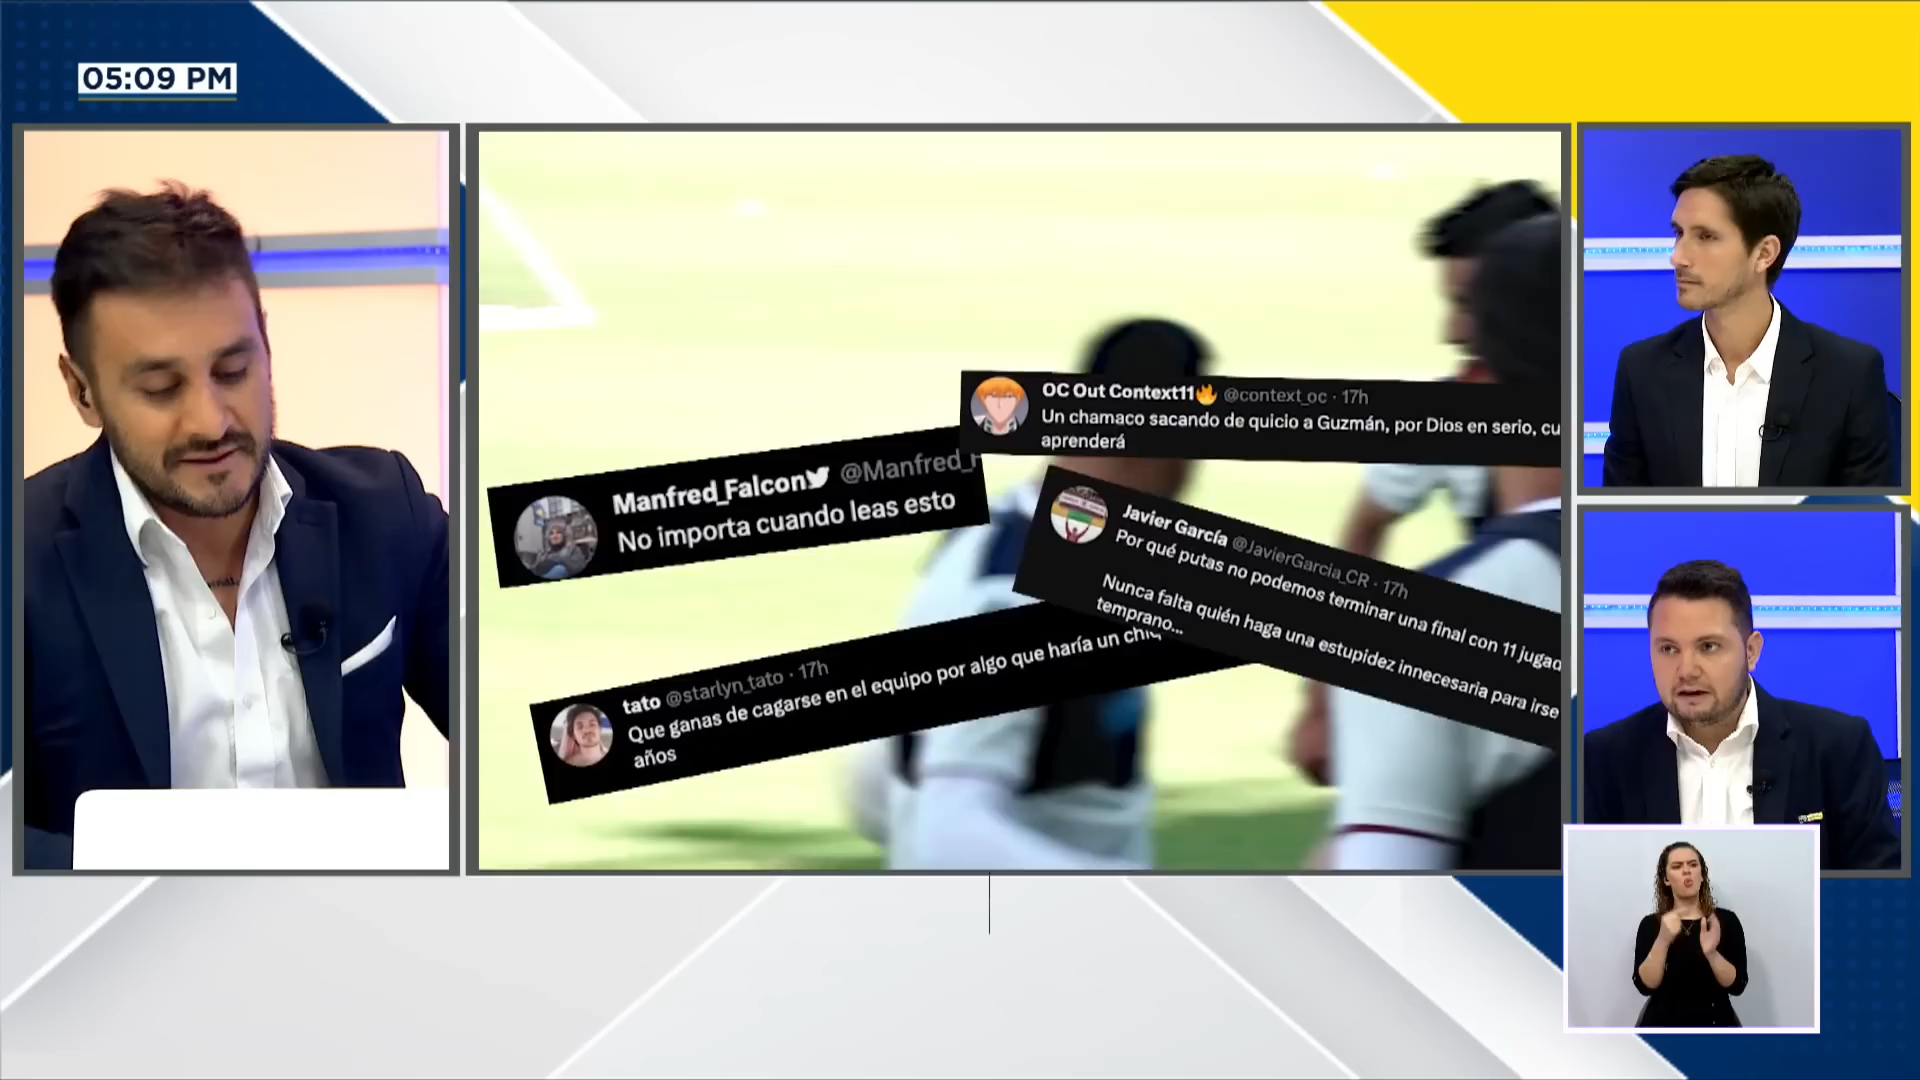 05:09 PM
OC Out Context11🔥 @context_oc · 17h
Un chamaco sacando de quicio a Guzmán, por Dios en serio, cu
aprenderá
Manfred_Falcon @Manfred_F
No importa cuando leas esto
Javier García @JavierGarcia_CR · 17h
Por qué putas no podemos terminar una final con 11 jugad
Nunca falta quién haga una estupidez innecesaria para irse
temprano...
tato @starlyn_tato · 17h
Que ganas de cagarse en el equipo por algo que haría un chiq
años